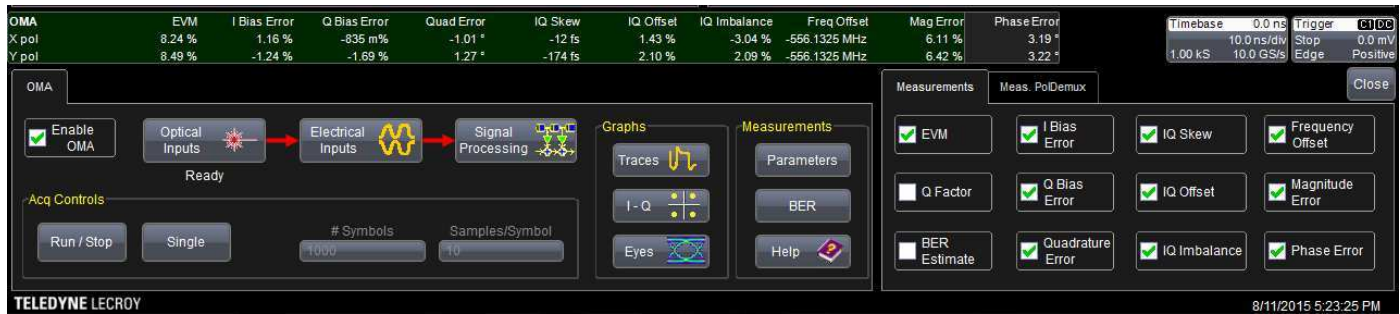 OMA EVM I Bias Error Q Bias Error Quad Error IQ Skew IQ Offset IQ Imbalance Freq Offset Mag Error Phase Error
X pol 8.24 % 1.16 % -835 m% -1.01 ° -12 fs 1.43 % -3.04 % -556.1325 MHz 6.11 % 3.19 °
Y pol 8.49 % -1.24 % -1.69 % 1.27 ° -174 fs 2.10 % 2.09 % -556.1325 MHz 6.42 % 3.22 °
Timebase 0.0 ns Trigger C1 DC
10.0 ns/div Stop 0.0 mV
1.00 kS 10.0 GS/s Edge Positive
OMA
Enable
OMA
Optical
Inputs
Ready
Electrical
Inputs
Signal
Processing
Acq Controls
Run / Stop
Single
# Symbols
1000
Samples/Symbol
10
Graphs
Traces
I - Q
Eyes
Measurements
Parameters
BER
Help
Measurements Meas. PolDemux Close
EVM
I Bias
Error
IQ Skew
Frequency
Offset
Q Factor
Q Bias
Error
IQ Offset
Magnitude
Error
BER
Estimate
Quadrature
Error
IQ Imbalance
Phase Error
TELEDYNE LECROY
8/11/2015 5:23:25 PM